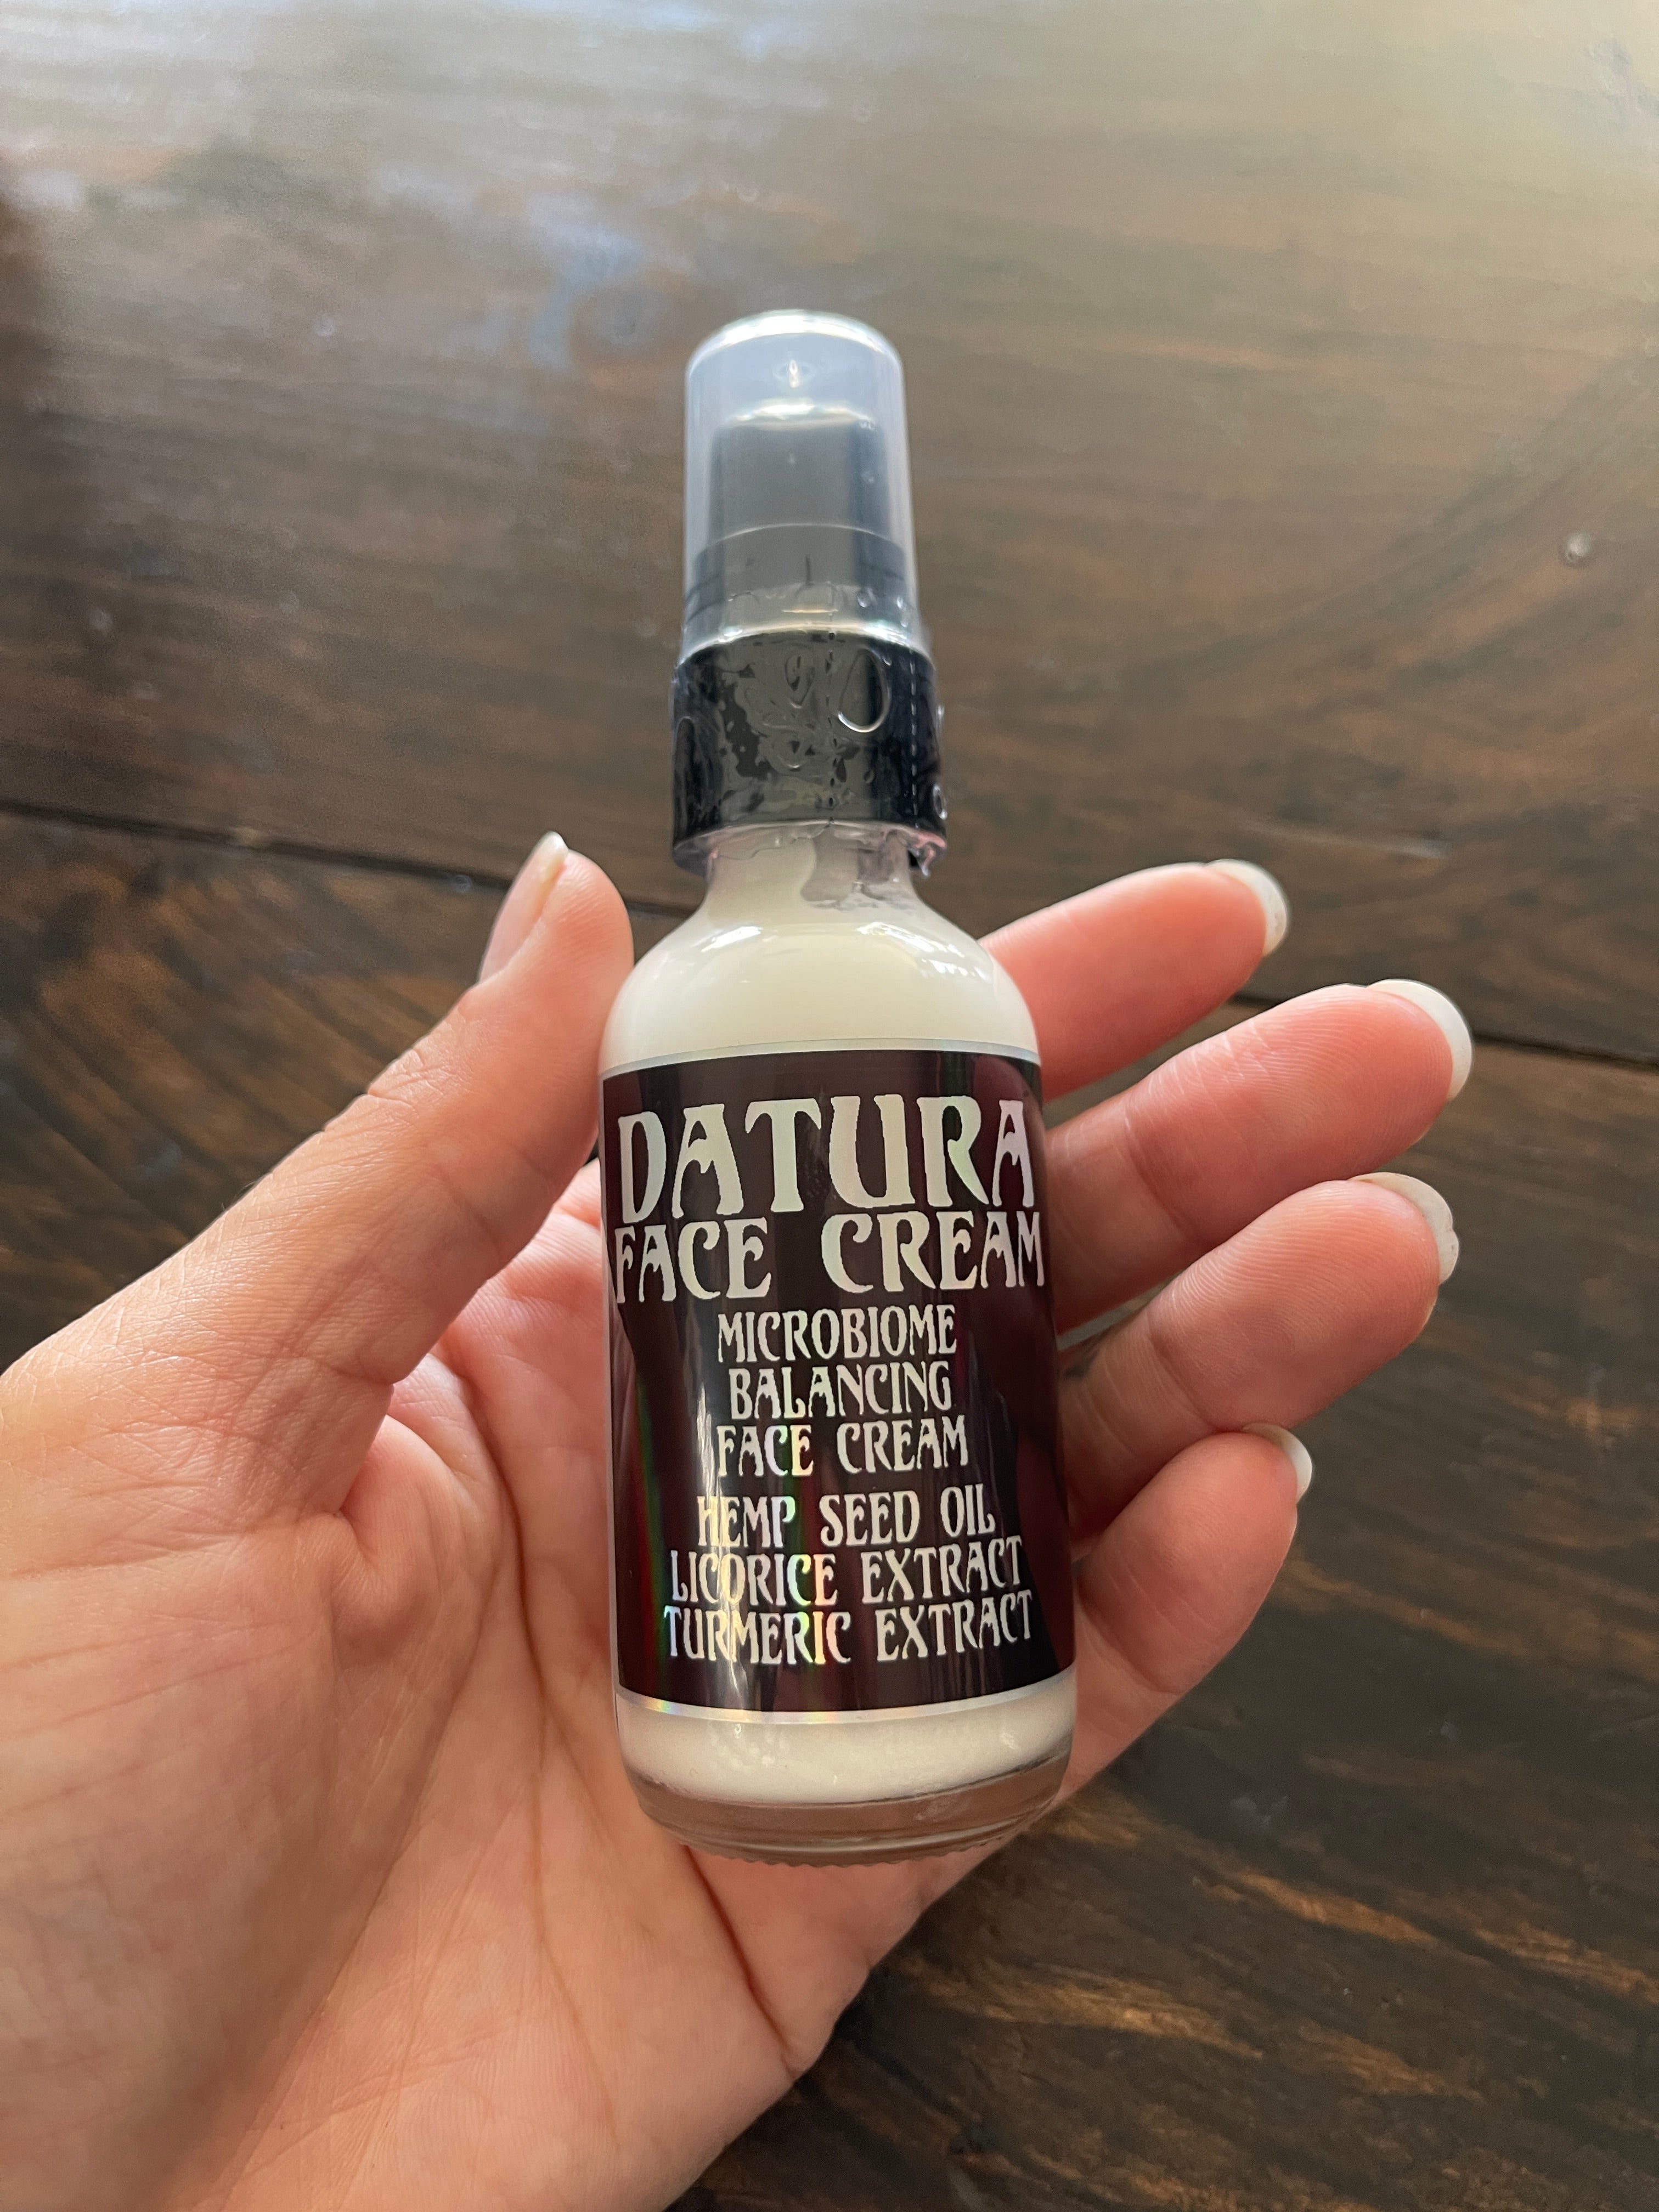 DATURA
FACE CREAM
MICROBIOME
BALANCING
FACE CREAM
HEMP SEED OIL
LICORICE EXTRACT
TURMERIC EXTRACT